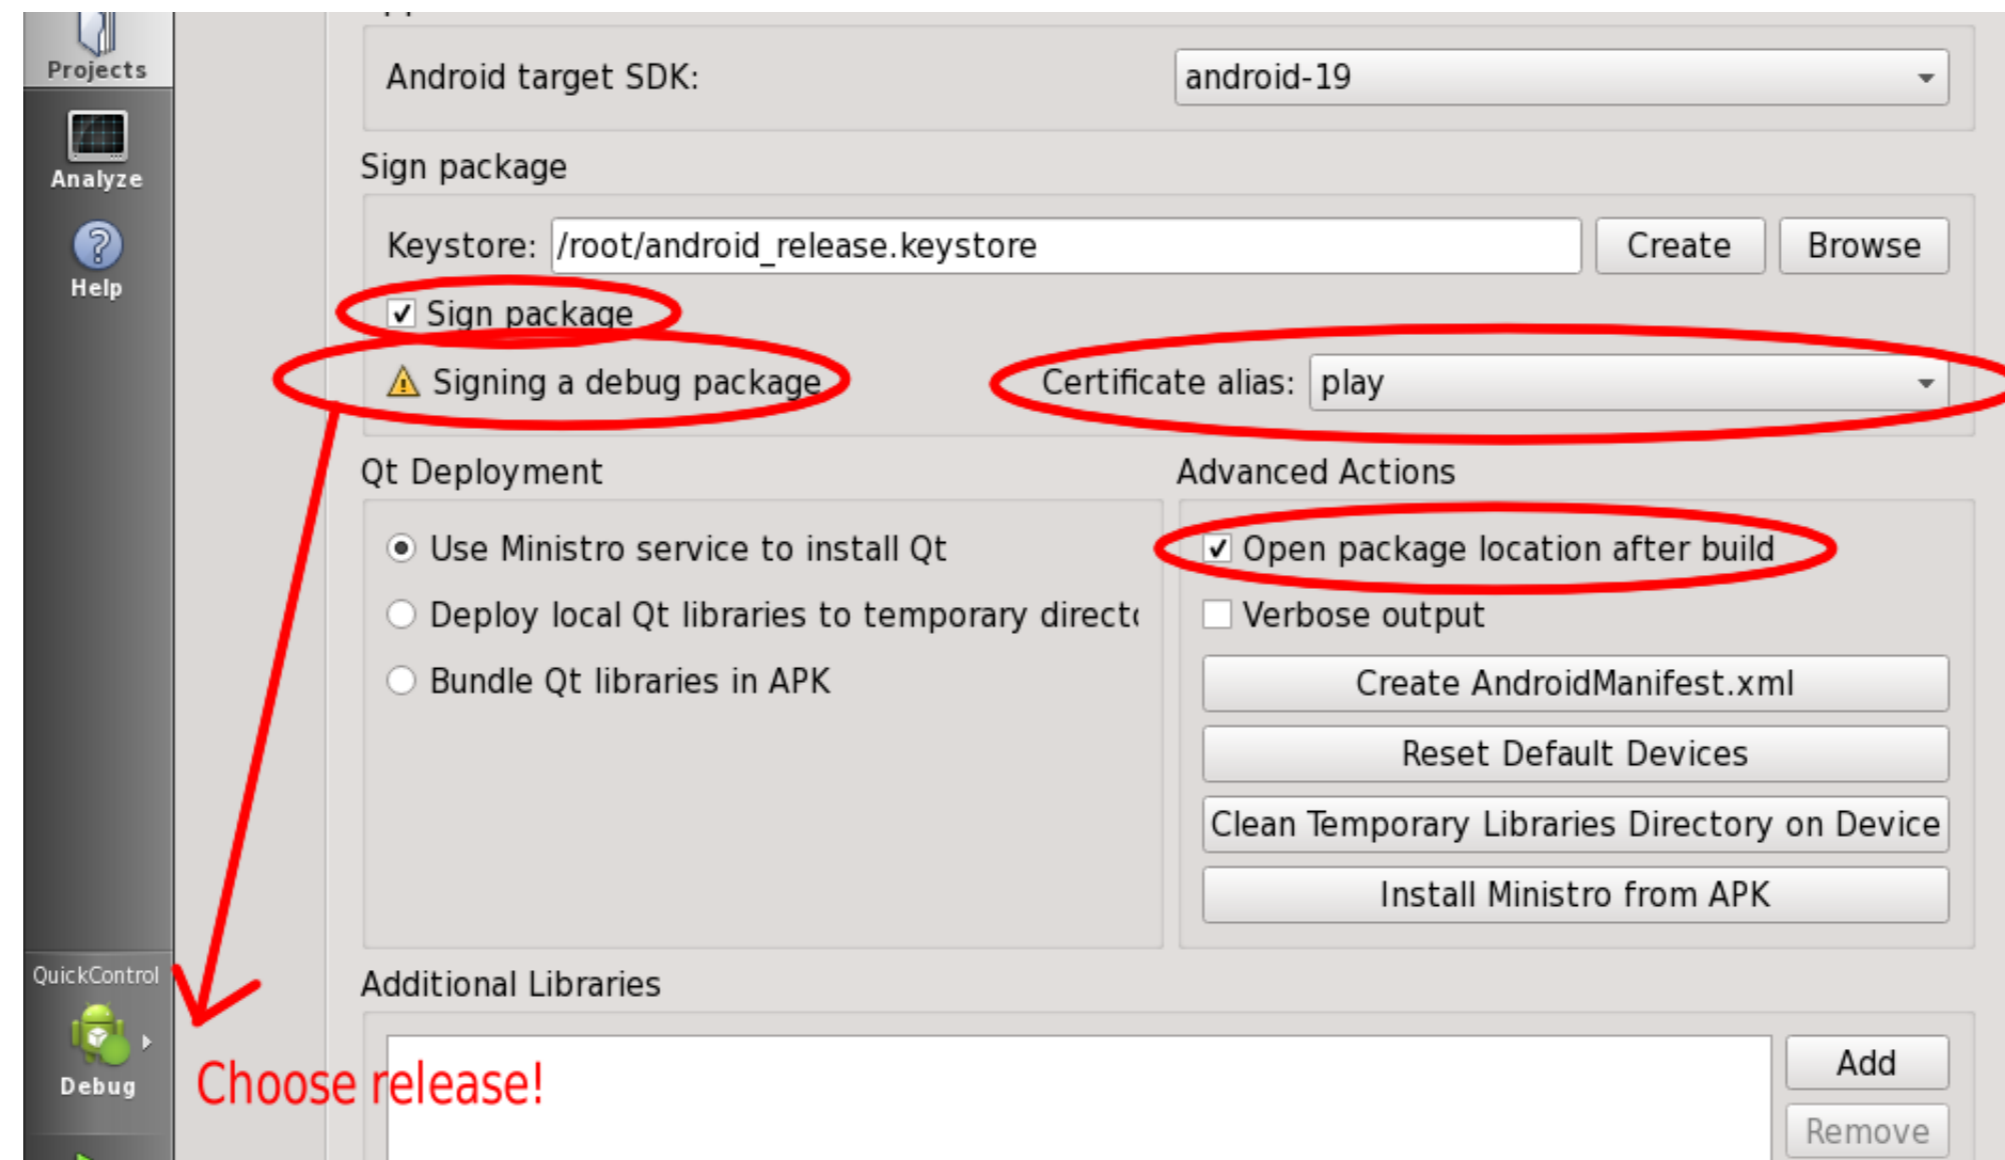 Projects
Analyze
Help
Android target SDK: android-19
Sign package
Keystore: /root/android_release.keystore Create Browse
Sign package
Signing a debug package Certificate alias: play
Qt Deployment
Use Ministro service to install Qt
Deploy local Qt libraries to temporary directo
Bundle Qt libraries in APK
Advanced Actions
Open package location after build
Verbose output
Create AndroidManifest.xml
Reset Default Devices
Clean Temporary Libraries Directory on Device
Install Ministro from APK
QuickControl
Debug
Choose release!
Additional Libraries
Add
Remove